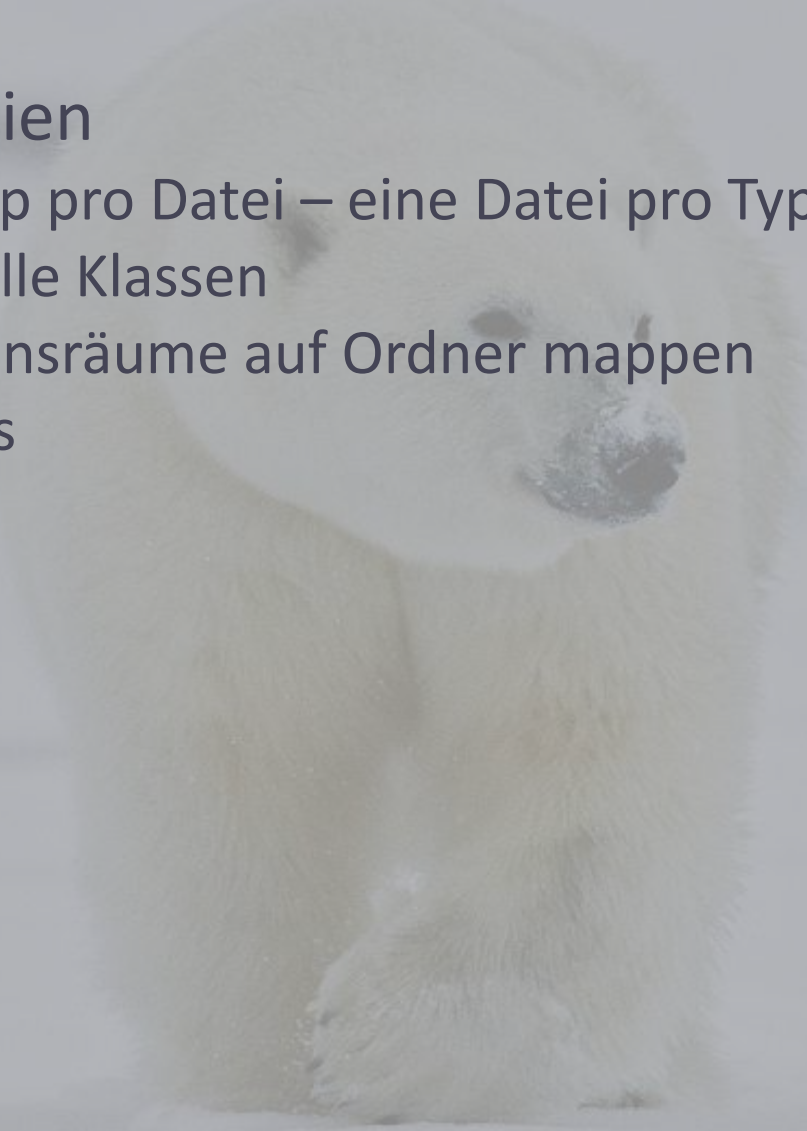 ien
p pro Datei – eine Datei pro Typ
lle Klassen
nsräume auf Ordner mappen
s